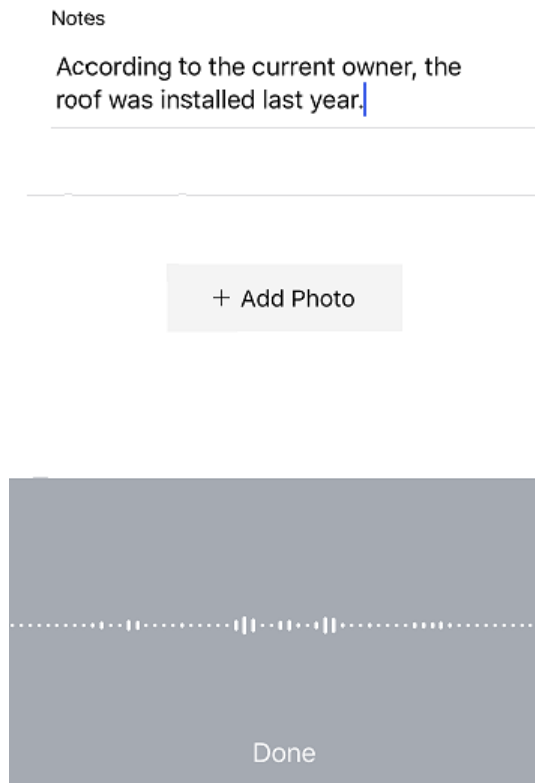 Notes
According to the current owner, the
roof was installed last year.
+ Add Photo
Done